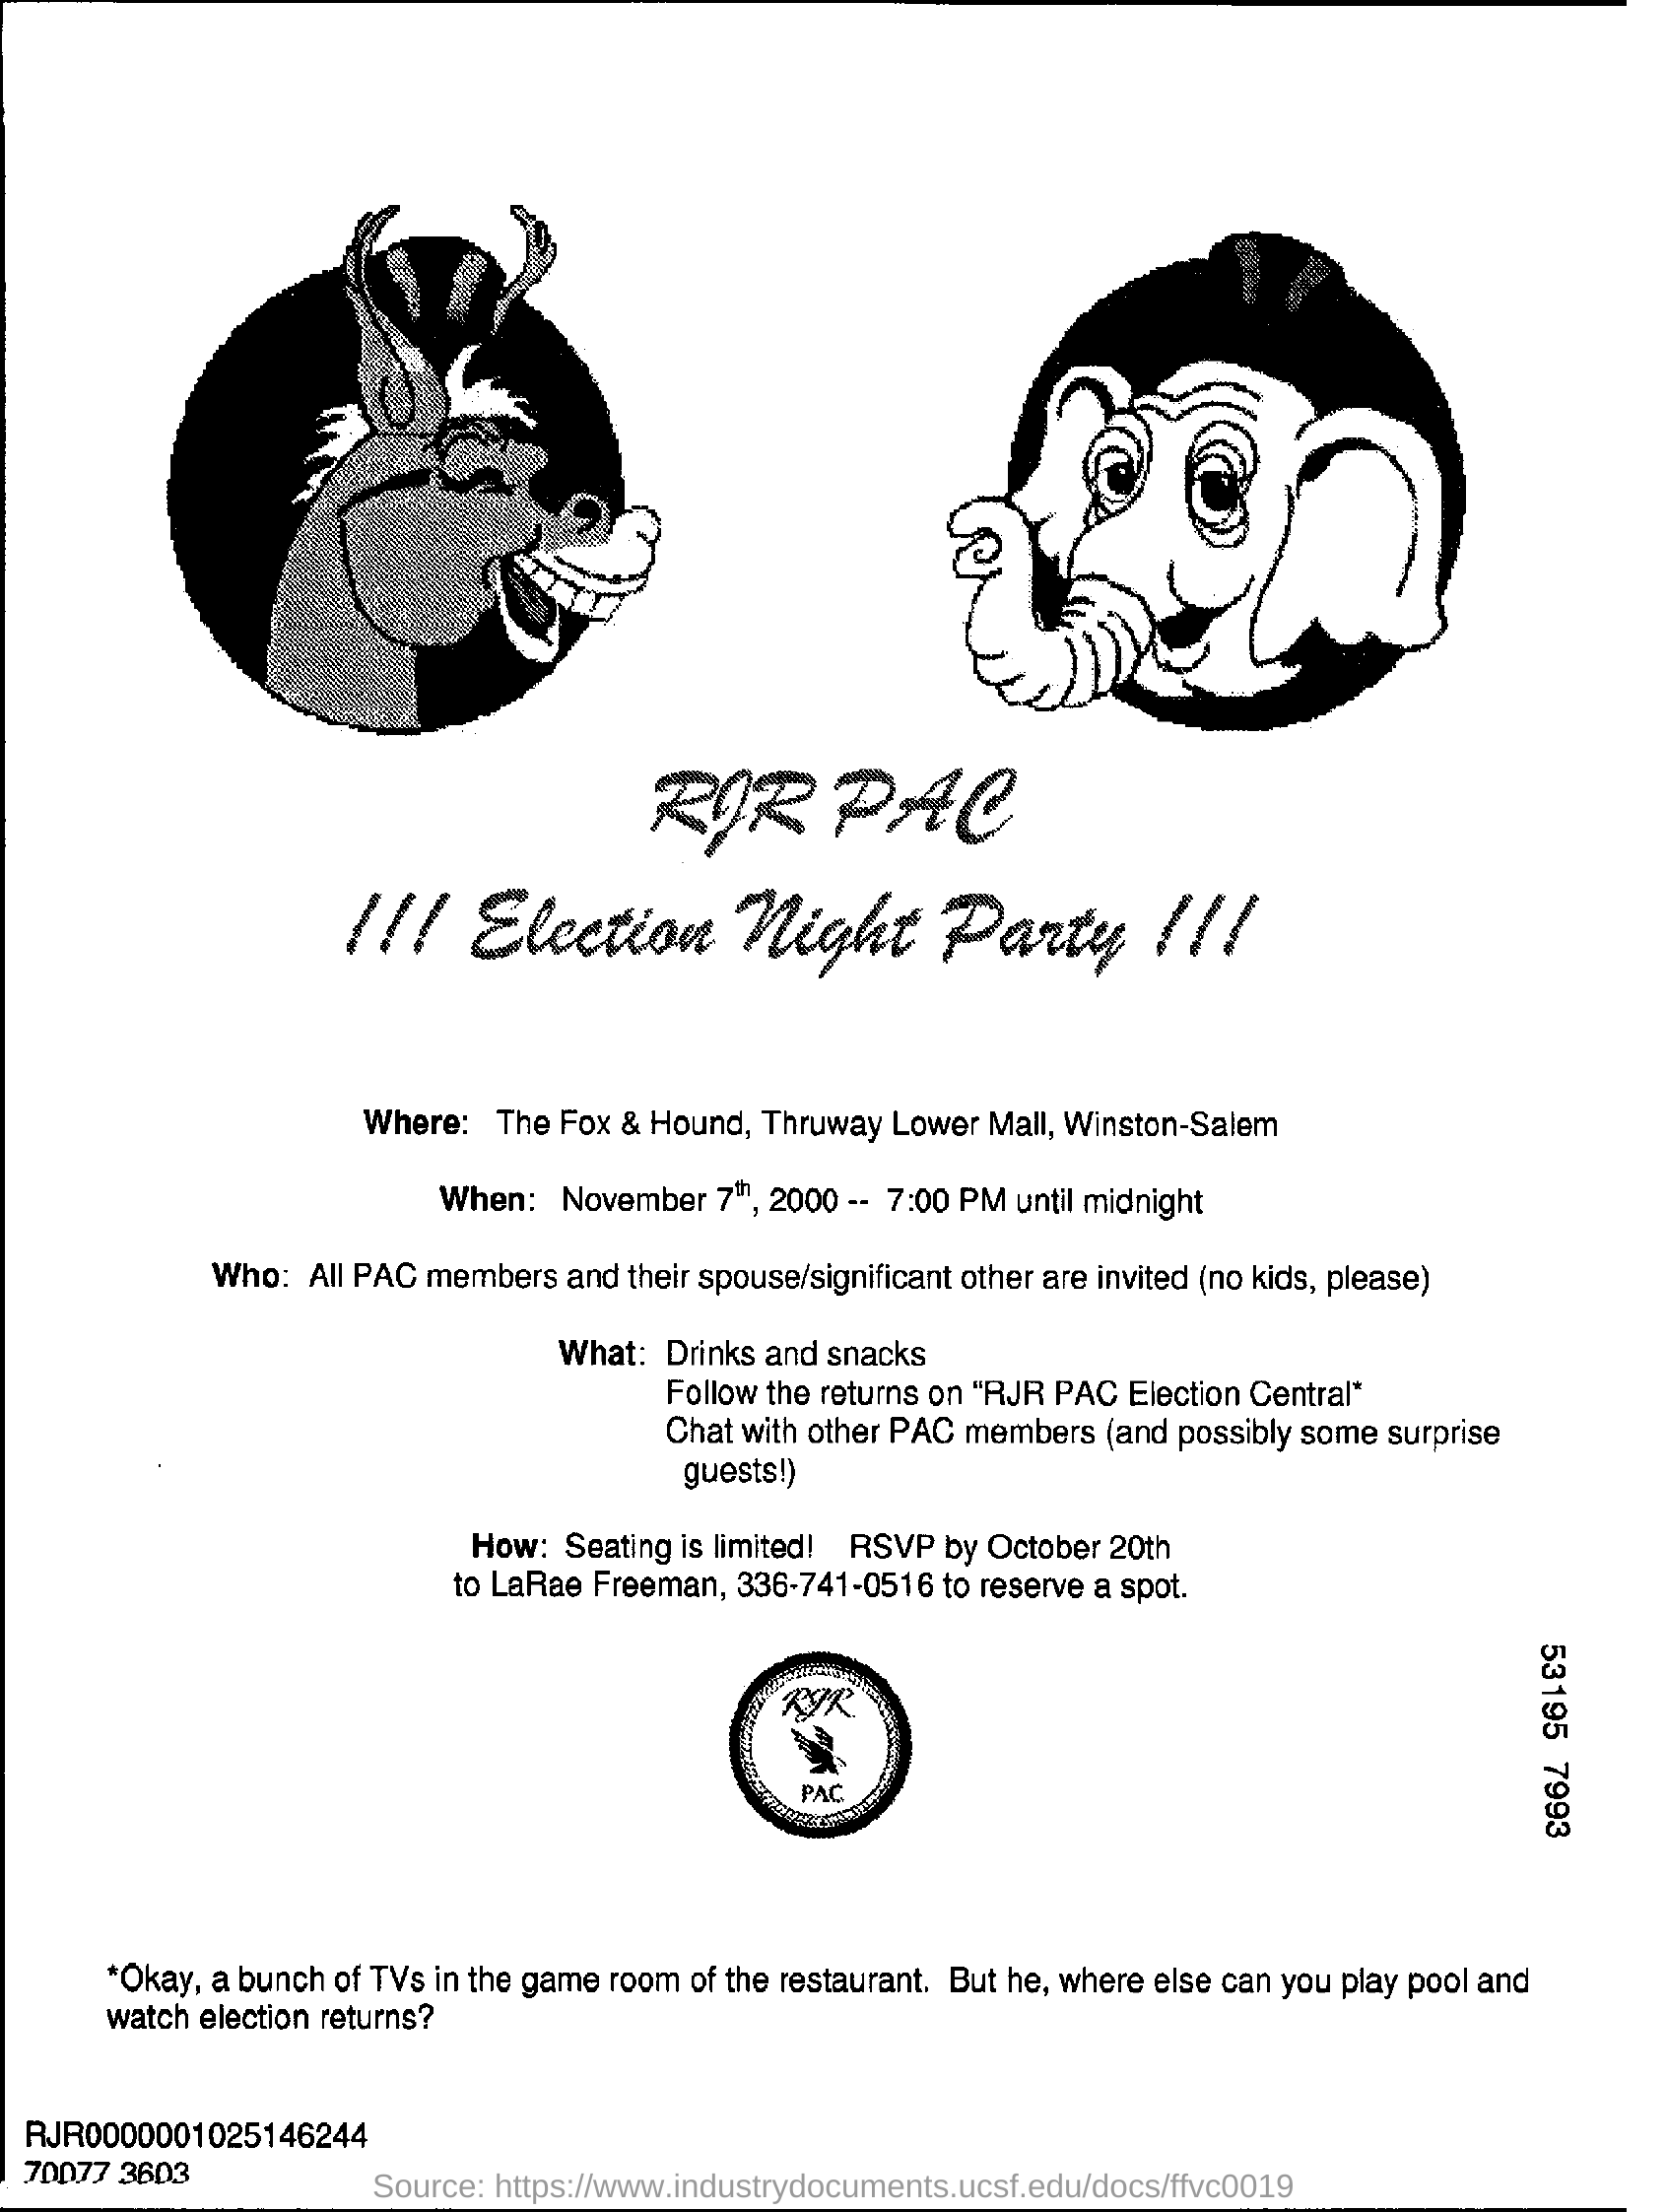 RJR PAC
!!! Election Night Party !!!
Where: The Fox & Hound, Thruway Lower Mall, Winston-Salem
When: November 7th, 2000 -- 7:00 PM until midnight
Who: All PAC members and their spouse/significant other are invited (no kids, please)
What: Drinks and snacks
Follow the returns on "RJR PAC Election Central*
Chat with other PAC members (and possibly some surprise
guests!)
How: Seating is limited! RSVP by October 20th
to LaRae Freeman, 336-741-0516 to reserve a spot.
RJR
PAC
53195 7993
*Okay, a bunch of TVs in the game room of the restaurant. But he, where else can you play pool and
watch election returns?
RJR0000001025146244
70077 3603
Source: https://www.industrydocuments.ucsf.edu/docs/ffvc0019